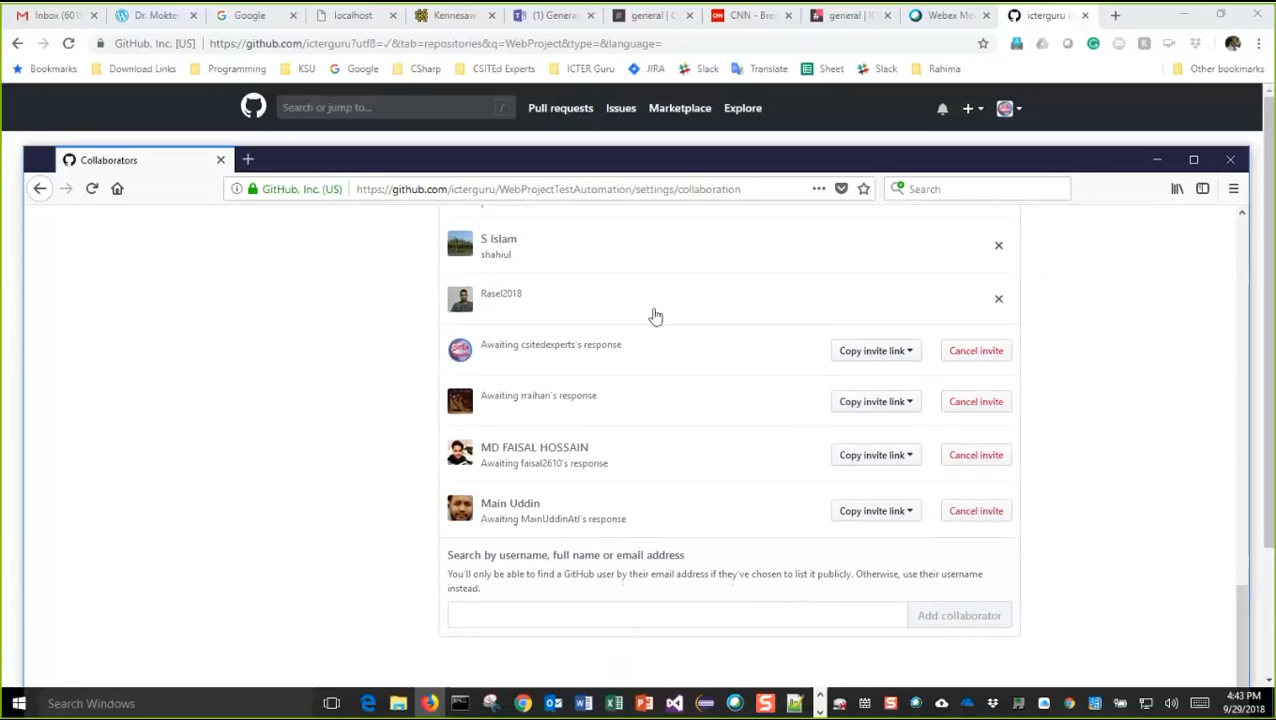 Inbox (601
Dr. Mokter
Google
localhost
Kennesaw
(1) Genera
general | C
CNN - Bre
general | K
Webex Me
icterguru (
GitHub, Inc. [US]
https://github.com/icterguru?utf8=✓&tab=repositories&q=WebProject&type=&language=
Bookmarks
Download Links
Programming
KSU
Google
CSharp
CSITEd Experts
ICTER Guru
JIRA
Slack
Translate
Sheet
Slack
Rahima
Other bookmarks
Search or jump to...
/
Pull requests
Issues
Marketplace
Explore
Collaborators
GitHub, Inc. (US)
https://github.com/icterguru/WebProjectTestAutomation/settings/collaboration
Search
S Islam
shahiul
Rasel2018
Awaiting csitedexperts's response
Copy invite link
Cancel invite
Awaiting rraihan's response
Copy invite link
Cancel invite
MD FAISAL HOSSAIN
Awaiting faisal2610's response
Copy invite link
Cancel invite
Main Uddin
Awaiting MainUddinAtl's response
Copy invite link
Cancel invite
Search by username, full name or email address
You'll only be able to find a GitHub user by their email address if they've chosen to list it publicly. Otherwise, use their username
instead.
Add collaborator
Search Windows
4:43 PM
9/29/2018